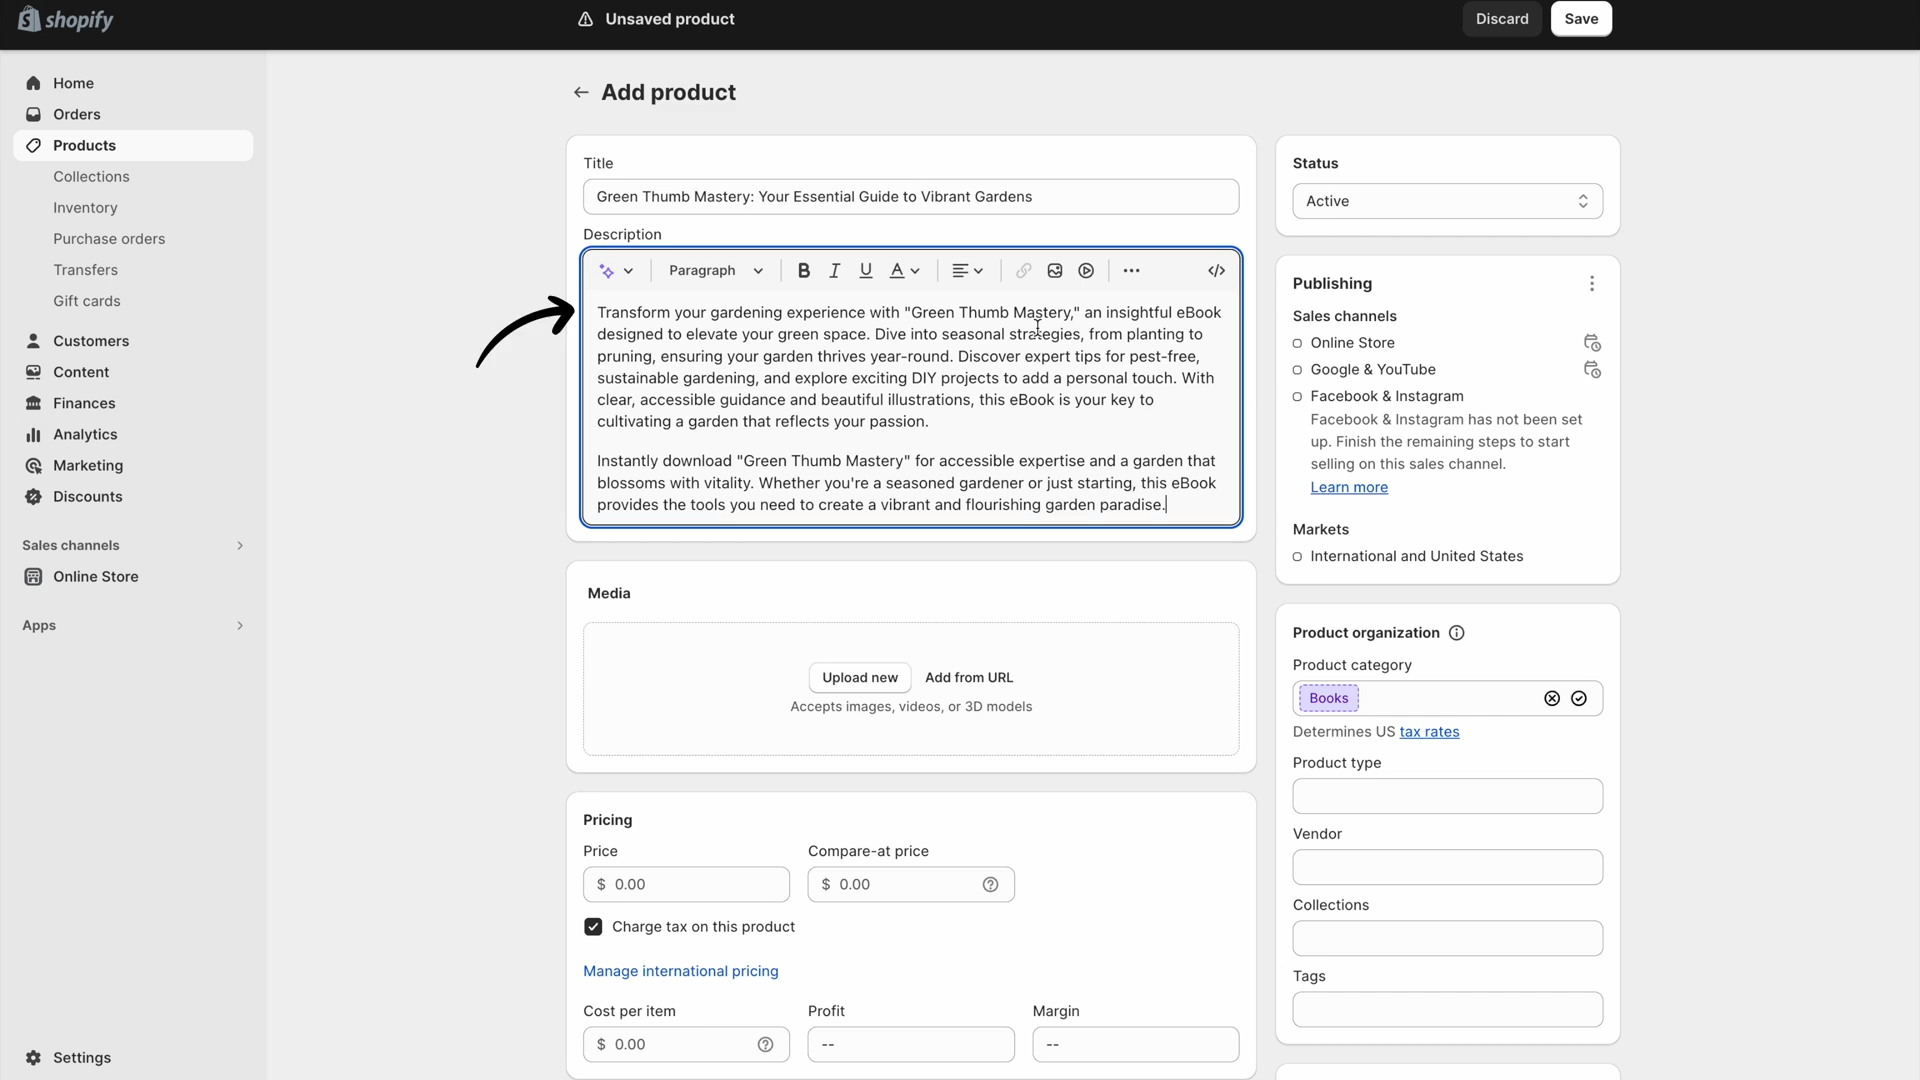 shopify
Unsaved product
Discard
Save
Home
Orders
Products
Collections
Inventory
Purchase orders
Transfers
Gift cards
Customers
Content
Finances
Analytics
Marketing
Discounts
Sales channels
Online Store
Apps
Settings
Add product
Title
Green Thumb Mastery: Your Essential Guide to Vibrant Gardens
Description
Paragraph
B I U A
Transform your gardening experience with "Green Thumb Mastery," an insightful eBook
designed to elevate your green space. Dive into seasonal strategies, from planting to
pruning, ensuring your garden thrives year-round. Discover expert tips for pest-free,
sustainable gardening, and explore exciting DIY projects to add a personal touch. With
clear, accessible guidance and beautiful illustrations, this eBook is your key to
cultivating a garden that reflects your passion.
Instantly download "Green Thumb Mastery" for accessible expertise and a garden that
blossoms with vitality. Whether you're a seasoned gardener or just starting, this eBook
provides the tools you need to create a vibrant and flourishing garden paradise.
Media
Upload new
Add from URL
Accepts images, videos, or 3D models
Pricing
Price
Compare-at price
$ 0.00
$ 0.00
Charge tax on this product
Manage international pricing
Cost per item
Profit
Margin
$ 0.00
--
--
Status
Active
Publishing
Sales channels
Online Store
Google & YouTube
Facebook & Instagram
Facebook & Instagram has not been set
up. Finish the remaining steps to start
selling on this sales channel.
Learn more
Markets
International and United States
Product organization
Product category
Books
Determines US tax rates
Product type
Vendor
Collections
Tags